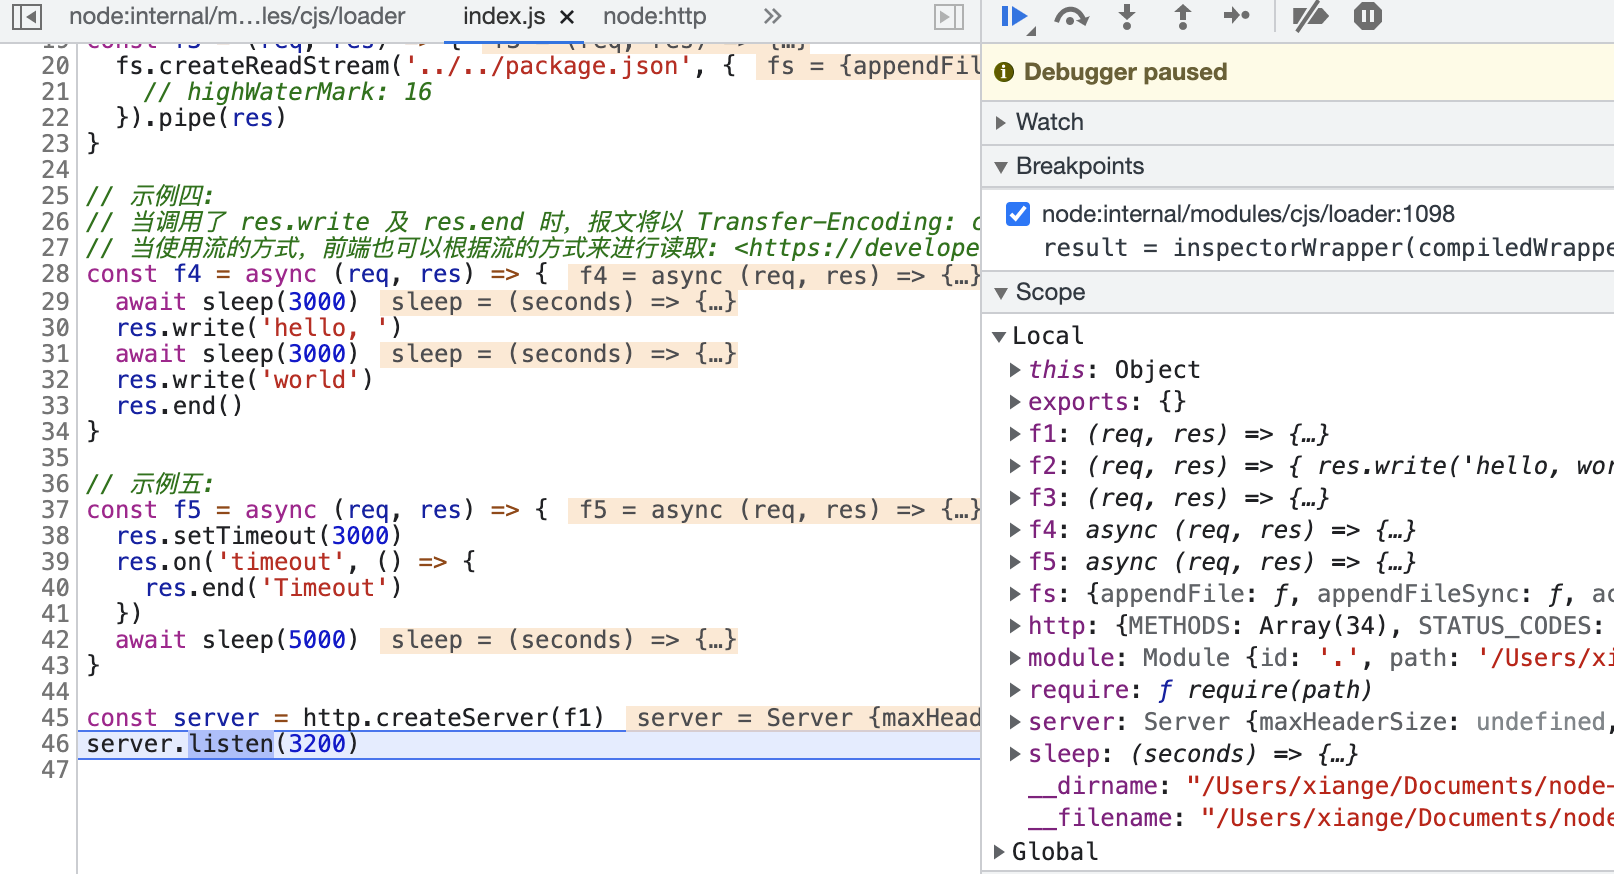 node:internal/m...les/cjs/loader index.js × node:http »
19 const f3 = (req, res) => { f3 = (req, res) => {…}
20 fs.createReadStream('../../package.json', { fs = {appendFil
21 // highWaterMark: 16
22 }).pipe(res)
23 }
24
25 // 示例四:
26 // 当调用了 res.write 及 res.end 时，报文将以 Transfer-Encoding: c
27 // 当使用流的方式，前端也可以根据流的方式来进行读取: <https://develope
28 const f4 = async (req, res) => { f4 = async (req, res) => {…}
29 await sleep(3000) sleep = (seconds) => {…}
30 res.write('hello, ')
31 await sleep(3000) sleep = (seconds) => {…}
32 res.write('world')
33 res.end()
34 }
35
36 // 示例五:
37 const f5 = async (req, res) => { f5 = async (req, res) => {…}
38 res.setTimeout(3000)
39 res.on('timeout', () => {
40 res.end('Timeout')
41 })
42 await sleep(5000) sleep = (seconds) => {…}
43 }
44
45 const server = http.createServer(f1) server = Server {maxHead
46 server.listen(3200)
47
Debugger paused
Watch
Breakpoints
node:internal/modules/cjs/loader:1098
result = inspectorWrapper(compiledWrappe
Scope
Local
this: Object
exports: {}
f1: (req, res) => {…}
f2: (req, res) => { res.write('hello, wor
f3: (req, res) => {…}
f4: async (req, res) => {…}
f5: async (req, res) => {…}
fs: {appendFile: ƒ, appendFileSync: ƒ, ac
http: {METHODS: Array(34), STATUS_CODES:
module: Module {id: '.', path: '/Users/xi
require: ƒ require(path)
server: Server {maxHeaderSize: undefined,
sleep: (seconds) => {…}
__dirname: "/Users/xiange/Documents/node-
__filename: "/Users/xiange/Documents/node
Global